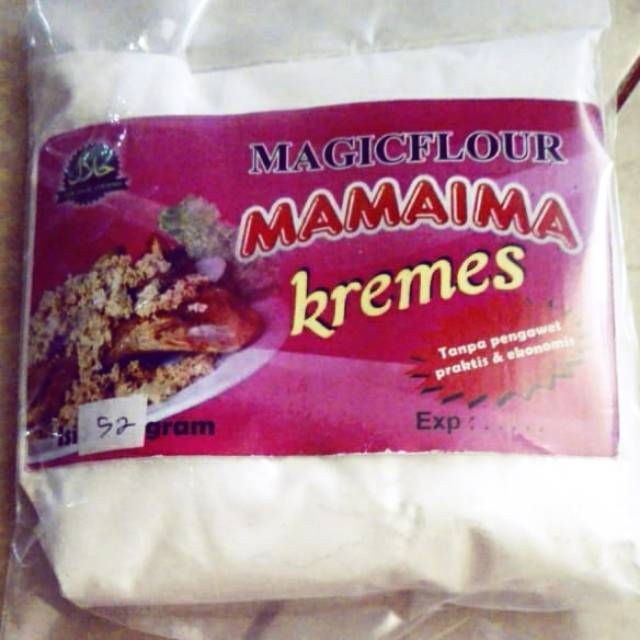 MAGICFLOUR
MAMAIMA
kremes
Tanpa pengawet
praktis & ekonomis
52 gram
Exp : . . . . . .